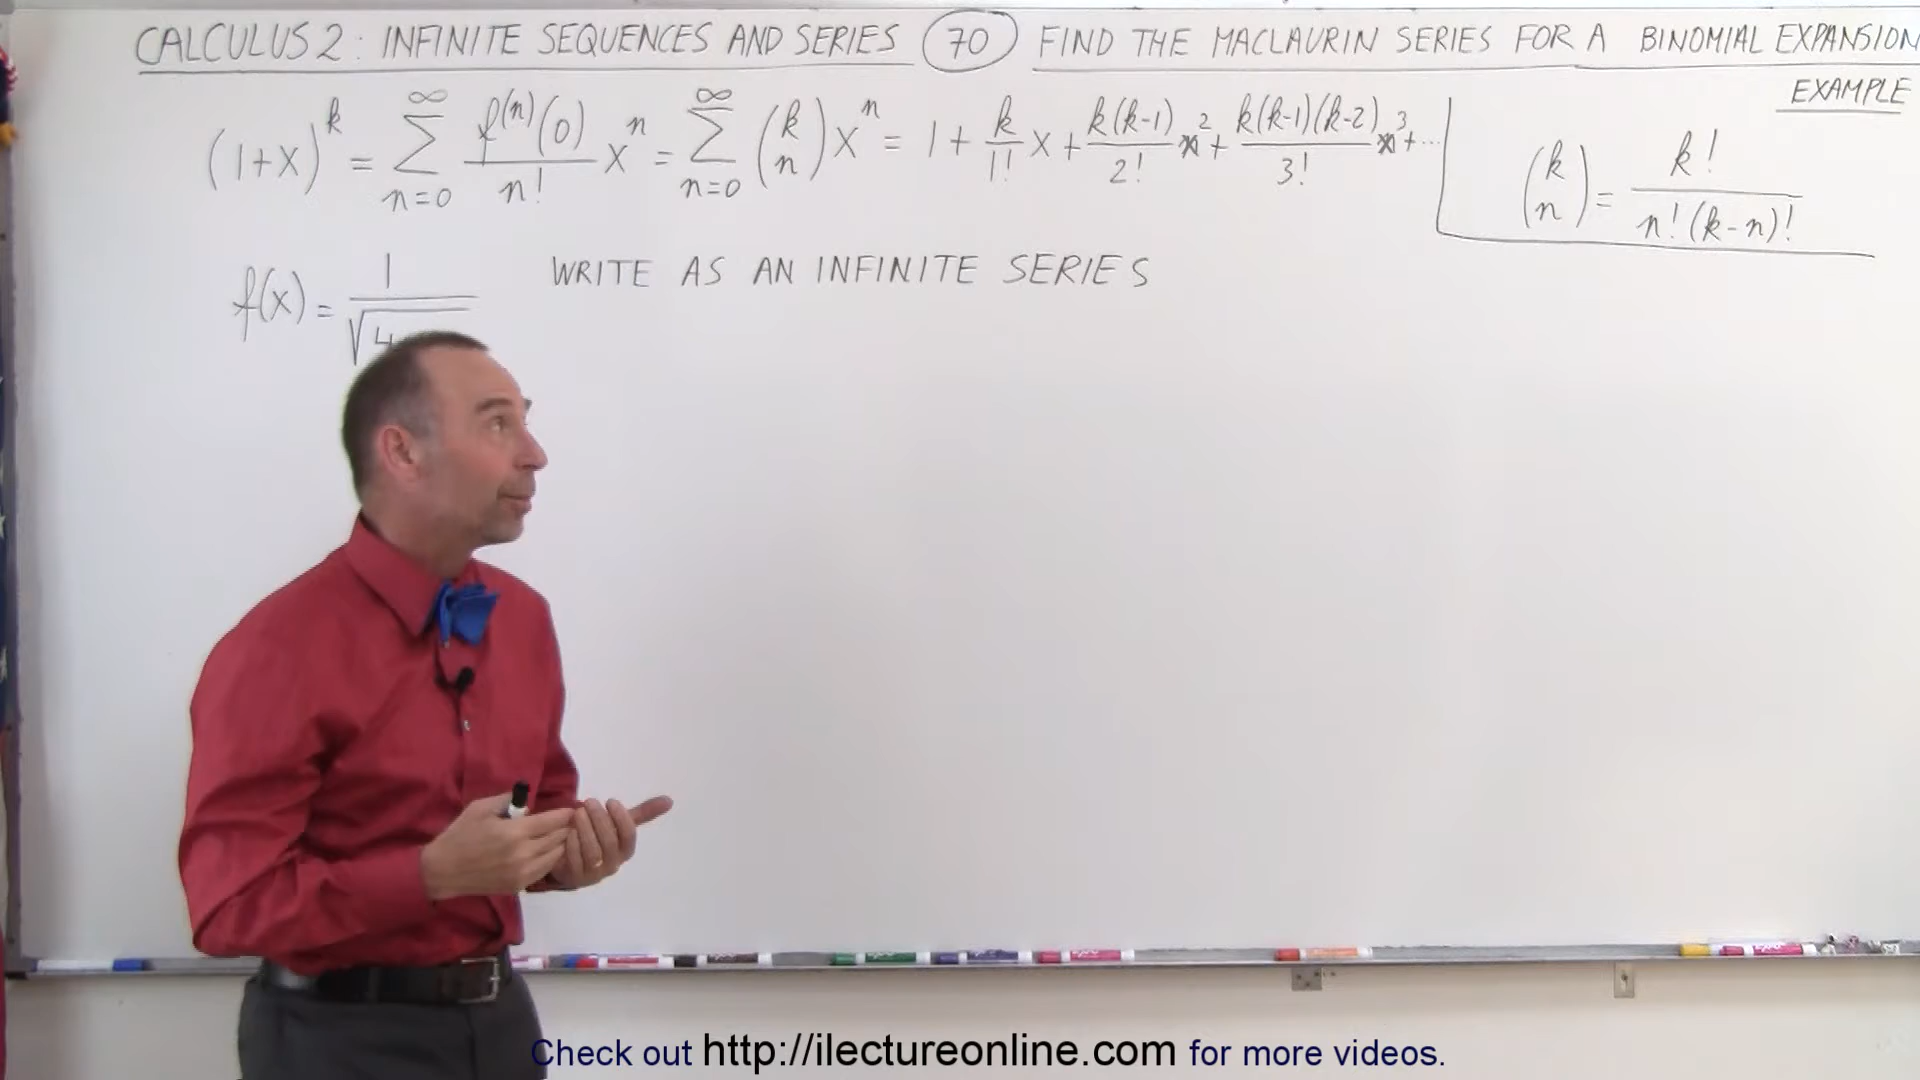 CALCULUS 2: INFINITE SEQUENCES AND SERIES (70) FIND THE MACLAURIN SERIES FOR A BINOMIAL EXPANSION
EXAMPLE
(1+x)^k = ∑_{n=0}^{∞} f^{(n)}(0)/n! x^n = ∑_{n=0}^{∞} (k n) x^n = 1 + k/1! x + k(k-1)/2! x^2 + k(k-1)(k-2)/3! x^3 + ...
(k n) = k!/n!(k-n)!
f(x) = 1/√4 WRITE AS AN INFINITE SERIES
Check out http://ilectureonline.com for more videos.